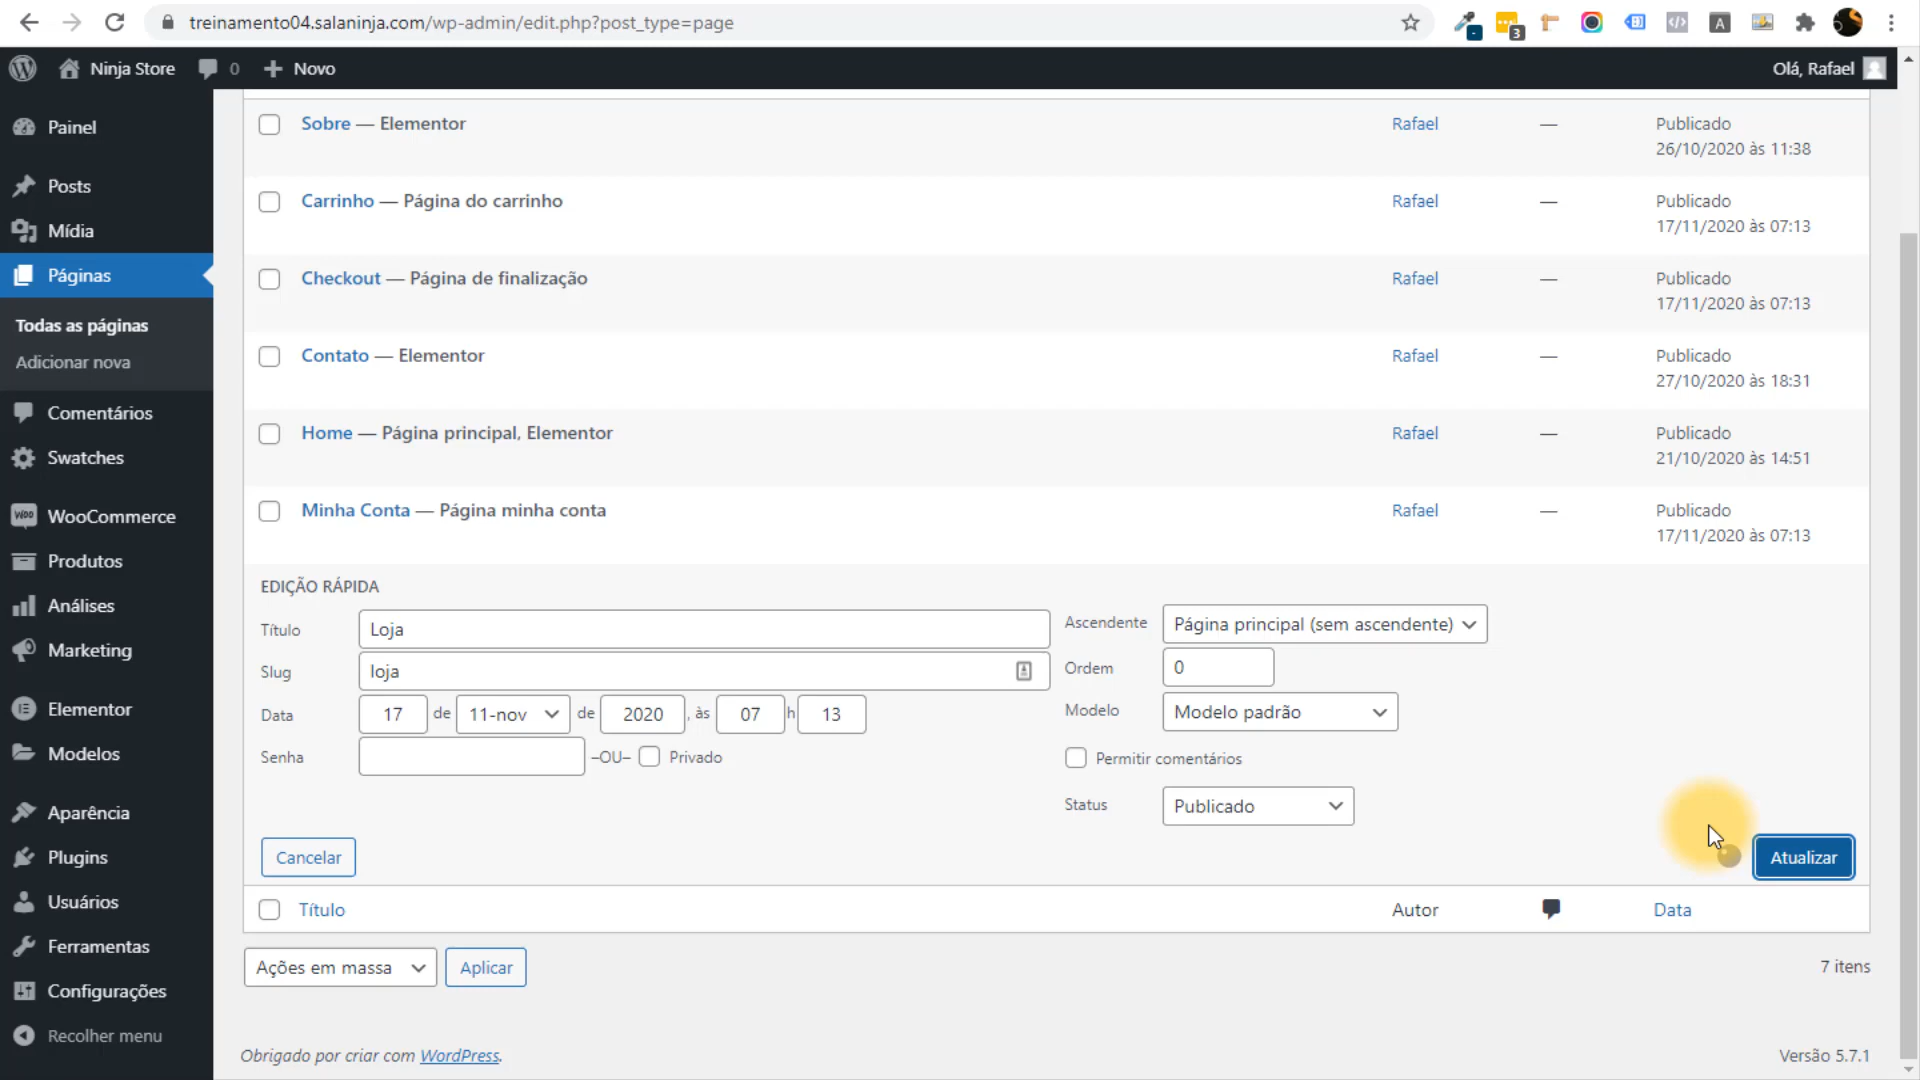 treinamento04.salaninja.com/wp-admin/edit.php?post_type=page
3
A
Ninja Store
0
Novo
Olá, Rafael
Painel
Posts
Mídia
Páginas
Todas as páginas
Adicionar nova
Comentários
Swatches
WooCommerce
Produtos
Análises
Marketing
Elementor
Modelos
Aparência
Plugins
Usuários
Ferramentas
Configurações
Recolher menu
Sobre — Elementor
Rafael
—
Publicado
26/10/2020 às 11:38
Carrinho — Página do carrinho
Rafael
—
Publicado
17/11/2020 às 07:13
Checkout — Página de finalização
Rafael
—
Publicado
17/11/2020 às 07:13
Contato — Elementor
Rafael
—
Publicado
27/10/2020 às 18:31
Home — Página principal, Elementor
Rafael
—
Publicado
21/10/2020 às 14:51
Minha Conta — Página minha conta
Rafael
—
Publicado
17/11/2020 às 07:13
EDIÇÃO RÁPIDA
Título
Loja
Slug
loja
Data
17 de 11-nov de 2020 , às 07 h 13
Senha
–OU– Privado
Ascendente
Página principal (sem ascendente)
Ordem
0
Modelo
Modelo padrão
Permitir comentários
Status
Publicado
Cancelar
Atualizar
Título
Autor
Data
Ações em massa
Aplicar
7 itens
Obrigado por criar com WordPress.
Versão 5.7.1